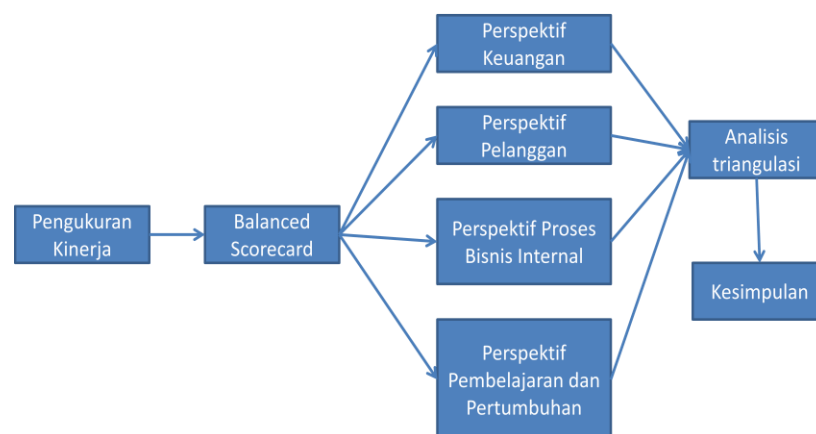 Pengukuran
Kinerja
Balanced
Scorecard
Perspektif
Keuangan
Perspektif
Pelanggan
Perspektif Proses
Bisnis Internal
Perspektif
Pembelajaran dan
Pertumbuhan
Analisis
triangulasi
Kesimpulan